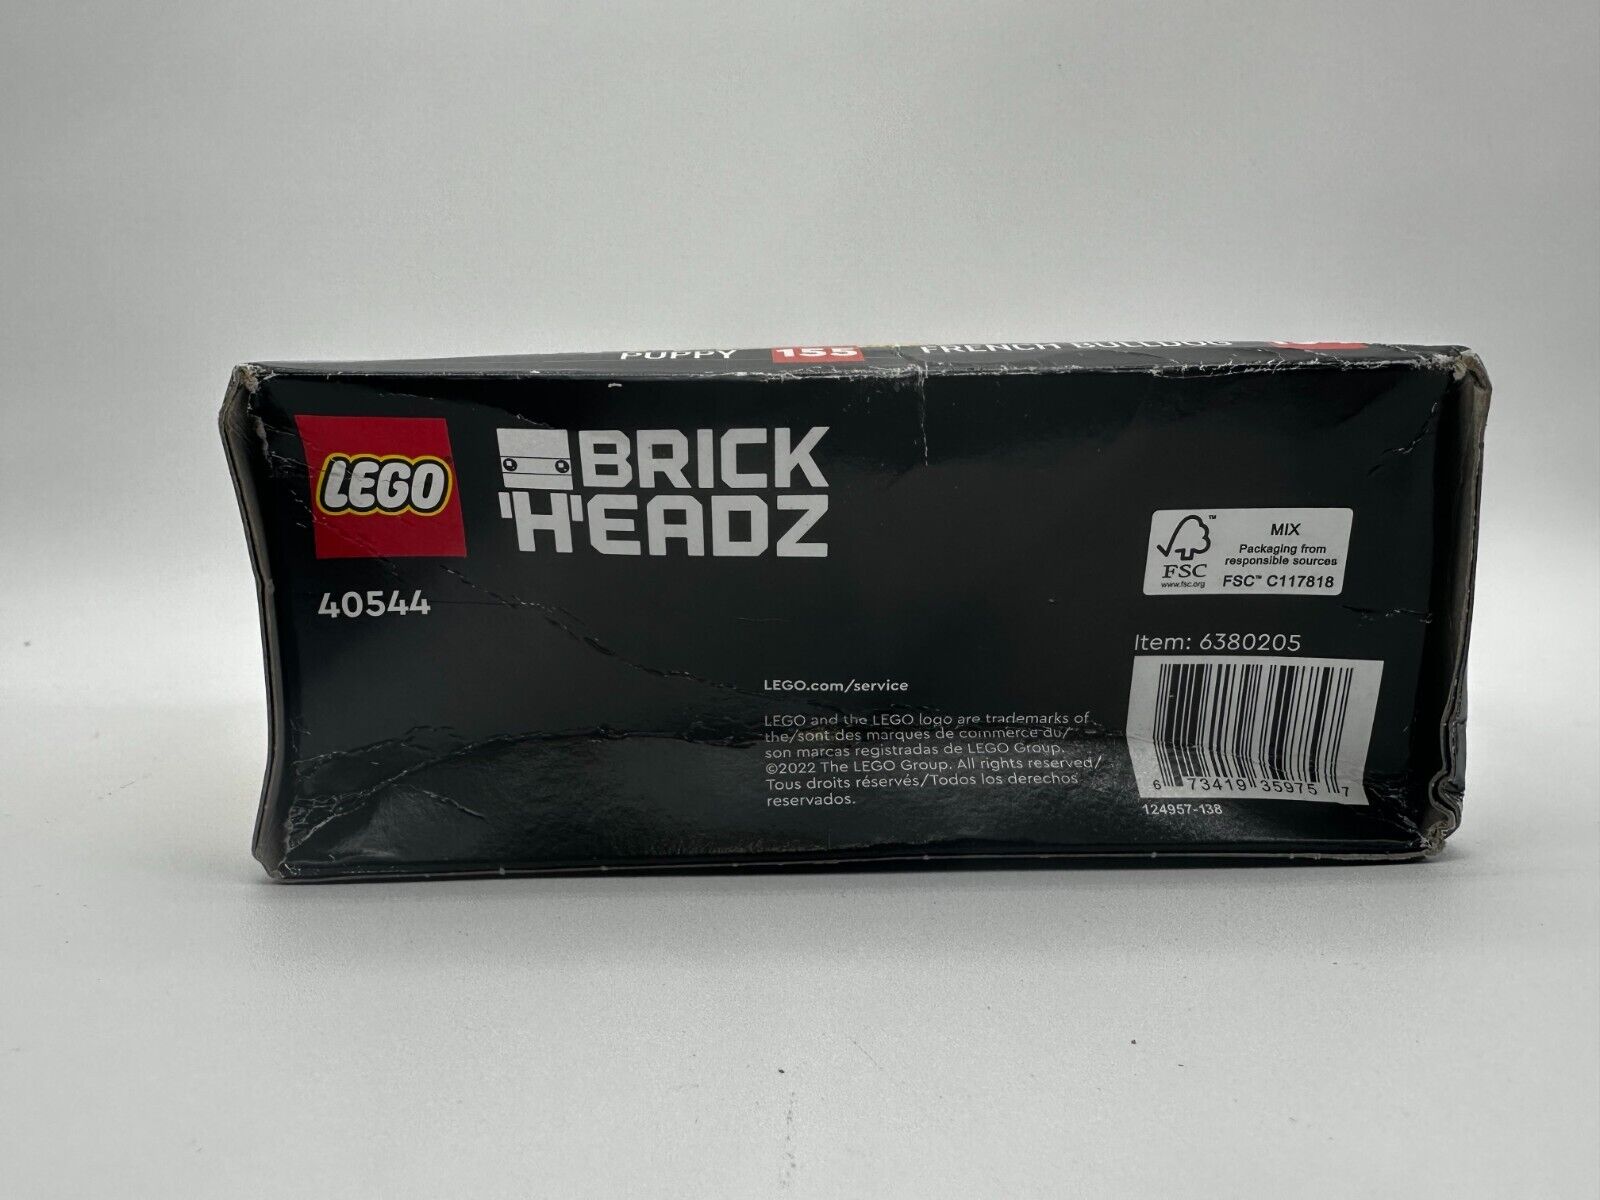 PUPPY 155 FRENCH BULLDOG
LEGO
BRICK
'H'EADZ
40544
FSC
www.fsc.org
MIX
Packaging from
responsible sources
FSC™ C117818
Item: 6380205
6 73419 35975 7
124957-138
LEGO.com/service
LEGO and the LEGO logo are trademarks of
the/sont des marques de commerce du/
son marcas registradas de LEGO Group.
©2022 The LEGO Group. All rights reserved/
Tous droits réservés/Todos los derechos
reservados.